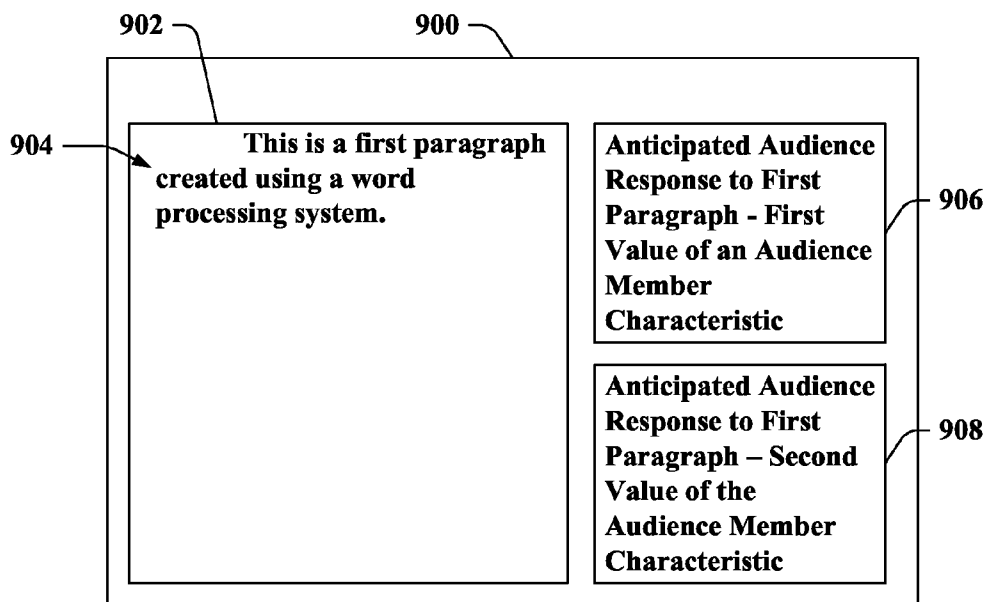 902
900
904
This is a first paragraph
created using a word
processing system.
Anticipated Audience
Response to First
Paragraph - First
Value of an Audience
Member
Characteristic
906
Anticipated Audience
Response to First
Paragraph – Second
Value of the
Audience Member
Characteristic
908